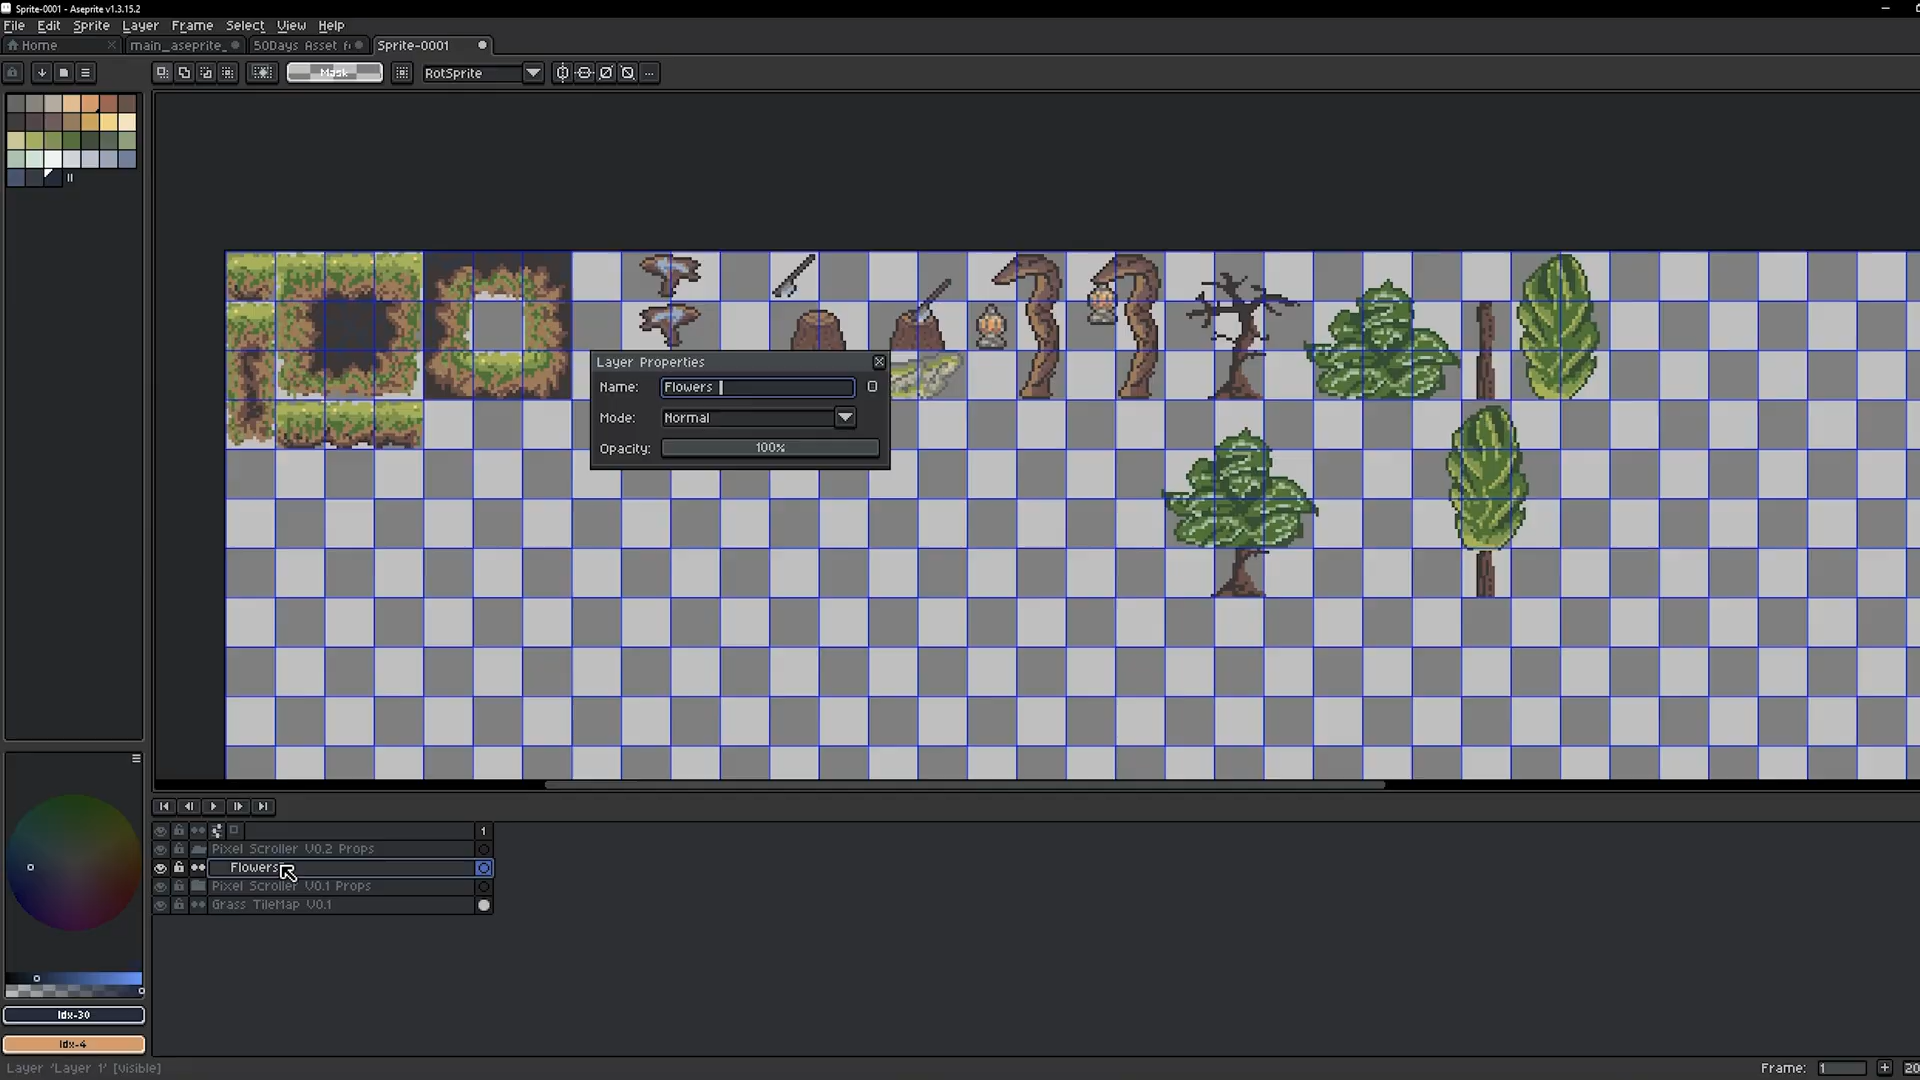 Sprite-0001 - Aseprite v1.3.15.2
File Edit Sprite Layer Frame Select View Help
Home main_aseprite_ 50Days Asset f Sprite-0001
Mask RotSprite ...
Layer Properties
Name: Flowers
Mode: Normal
Opacity: 100%
1
Pixel Scroller V0.2 Props
Flowers
Pixel Scroller V0.1 Props
Grass TileMap V0.1
Idx-30
Idx-4
Layer 'Layer 1' [Visible]
Frame: 1 + 20